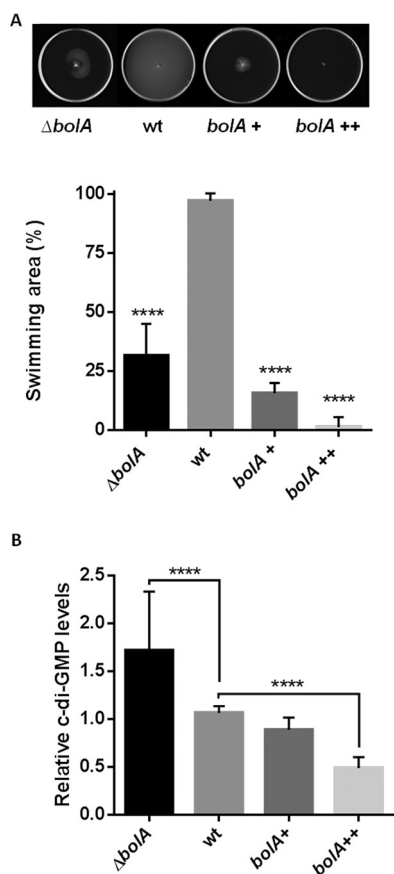 A
ΔbolA wt bolA + bolA ++
Swimming area (%)
100
75
50
25
0
****
****
****
ΔbolA wt bolA + bolA ++
B
Relative c-di-GMP levels
2.5
2.0
1.5
1.0
0.5
0.0
****
****
ΔbolA wt bolA+ bolA++